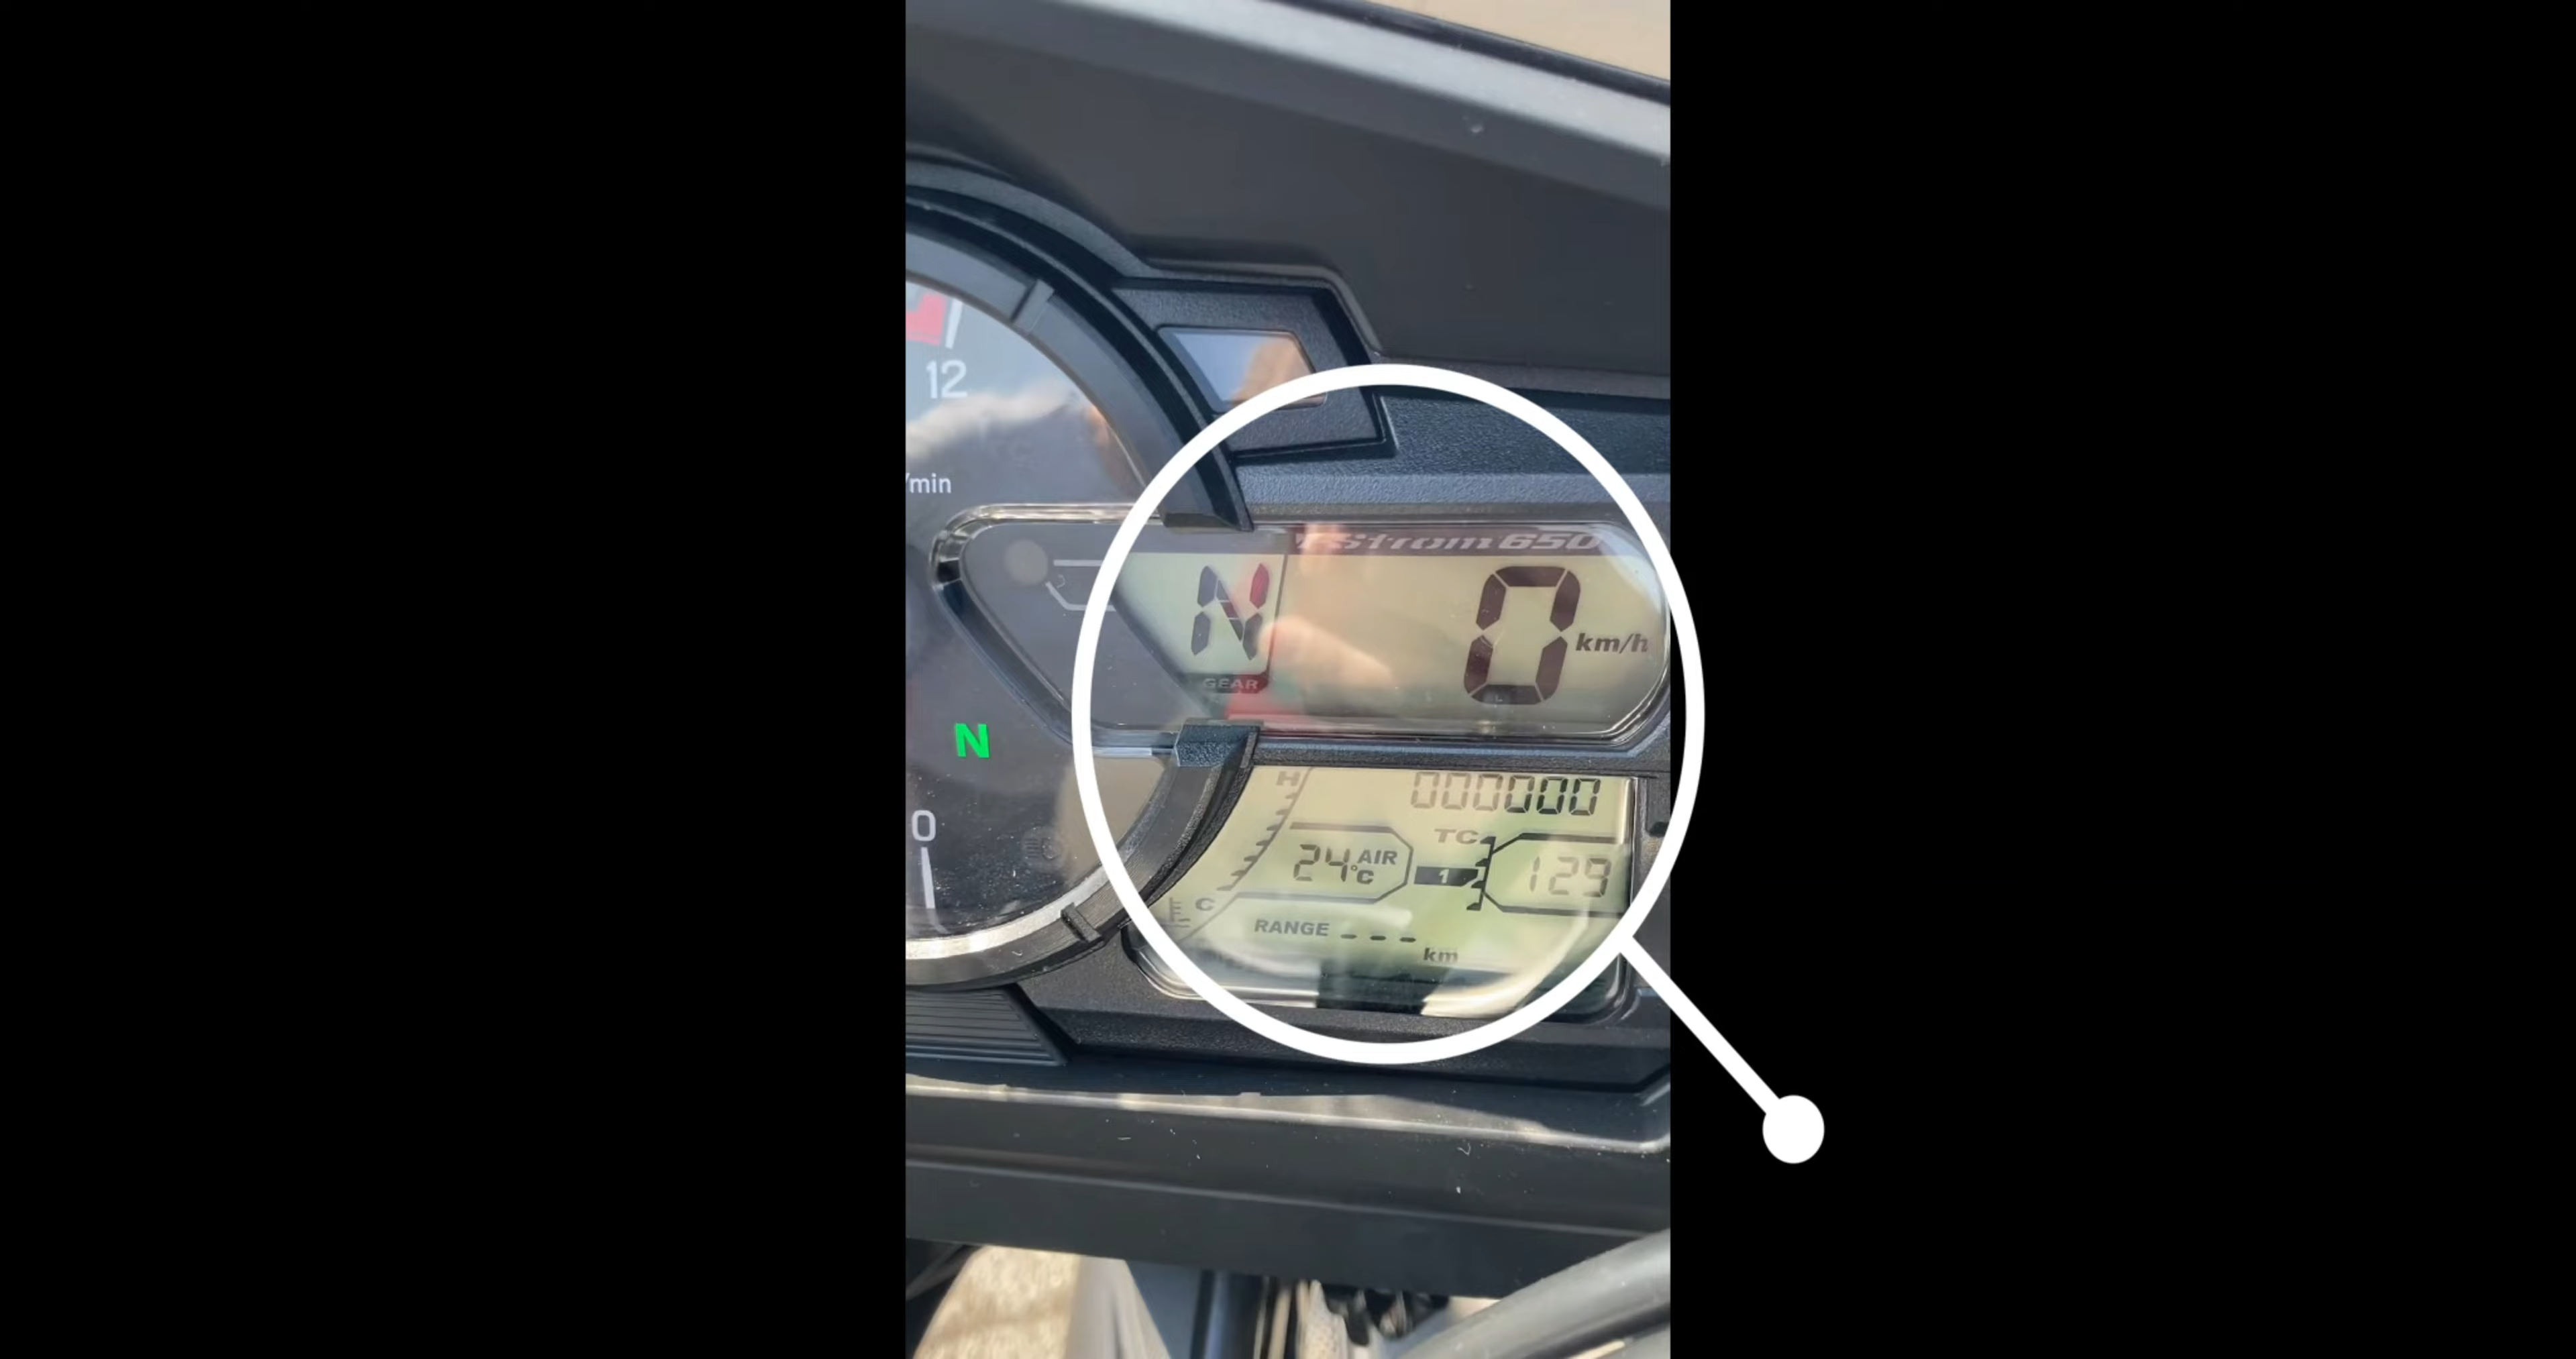 12
/min
V-Strom 650
N
0 km/h
GEAR
N
H
000000
TC
0
24 °C AIR
1
129
C
RANGE --- km